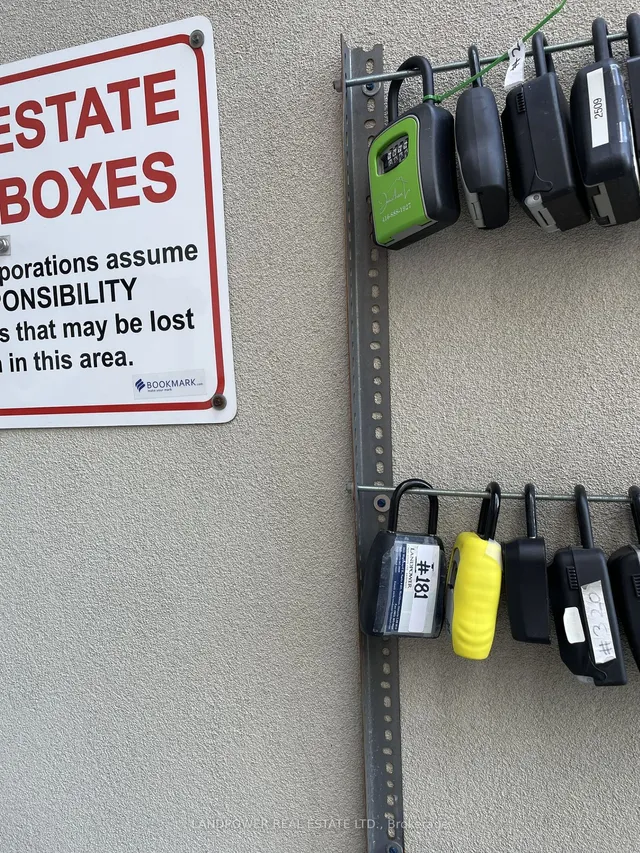 ESTATE
BOXES
porations assume
PONSIBILITY
s that may be lost
in this area.
BOOKMARK
2509
LANDPOWER
#181
LANDPOWER REAL ESTATE LTD., Brokerage